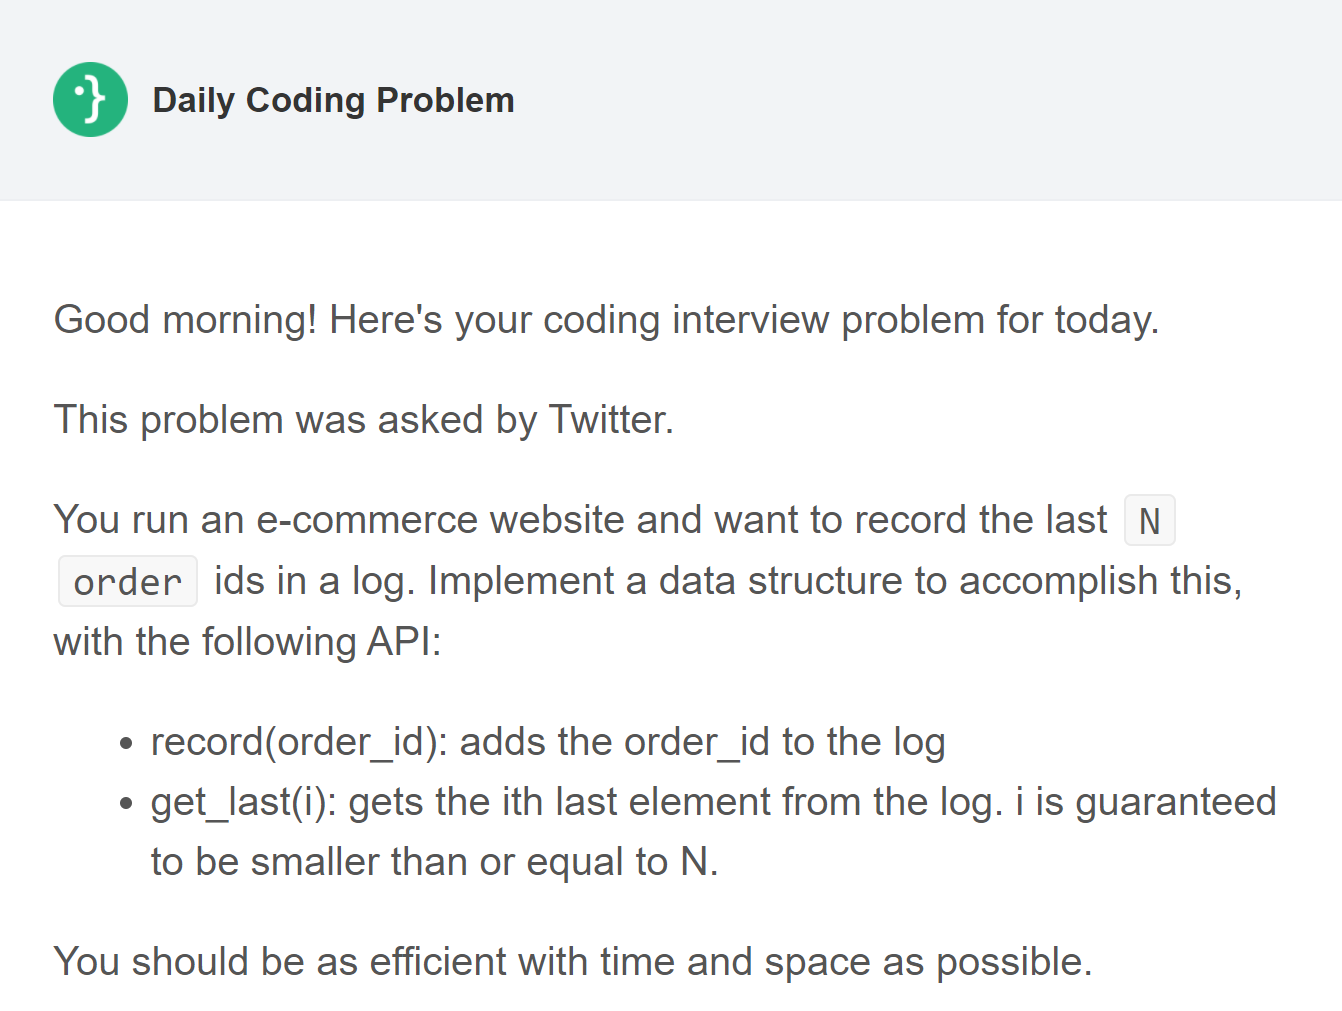 Daily Coding Problem
Good morning! Here's your coding interview problem for today.
This problem was asked by Twitter.
You run an e-commerce website and want to record the last N
order ids in a log. Implement a data structure to accomplish this,
with the following API:
• record(order_id): adds the order_id to the log
• get_last(i): gets the ith last element from the log. i is guaranteed
to be smaller than or equal to N.
You should be as efficient with time and space as possible.